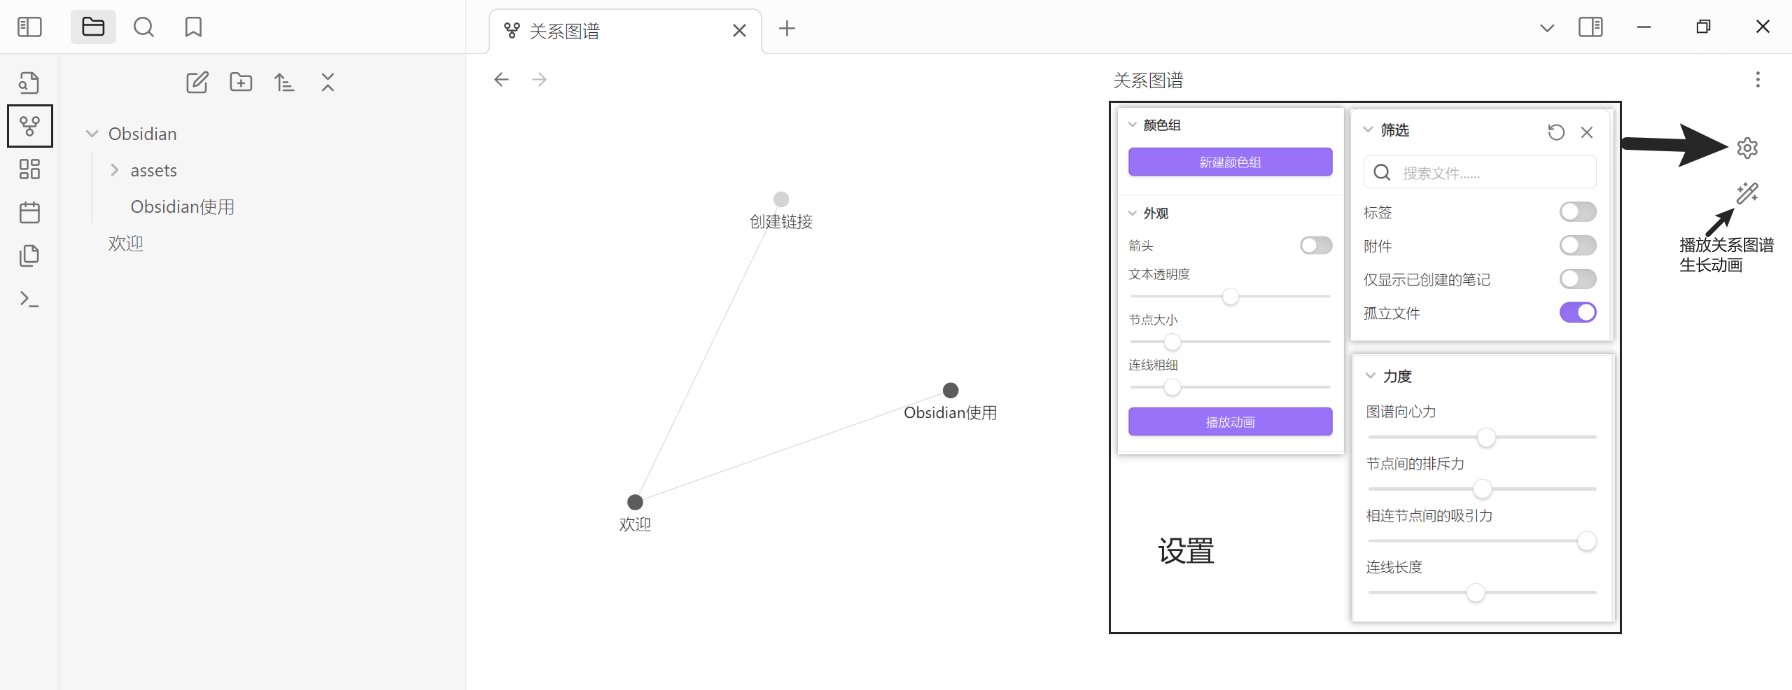 关系图谱
Obsidian
assets
Obsidian使用
欢迎
关系图谱
创建链接
Obsidian使用
欢迎
颜色组
新建颜色组
外观
箭头
文本透明度
节点大小
连线粗细
播放动画
设置
筛选
搜索文件......
标签
附件
仅显示已创建的笔记
孤立文件
力度
图谱向心力
节点间的排斥力
相连节点间的吸引力
连线长度
播放关系图谱
生长动画